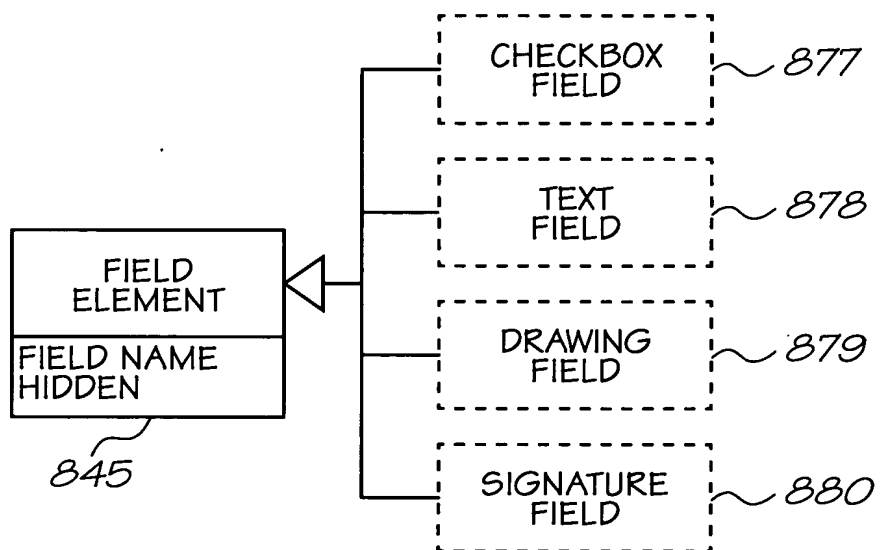 CHECKBOX
FIELD
877
TEXT
FIELD
878
FIELD
ELEMENT
FIELD NAME
HIDDEN
845
DRAWING
FIELD
879
SIGNATURE
FIELD
880